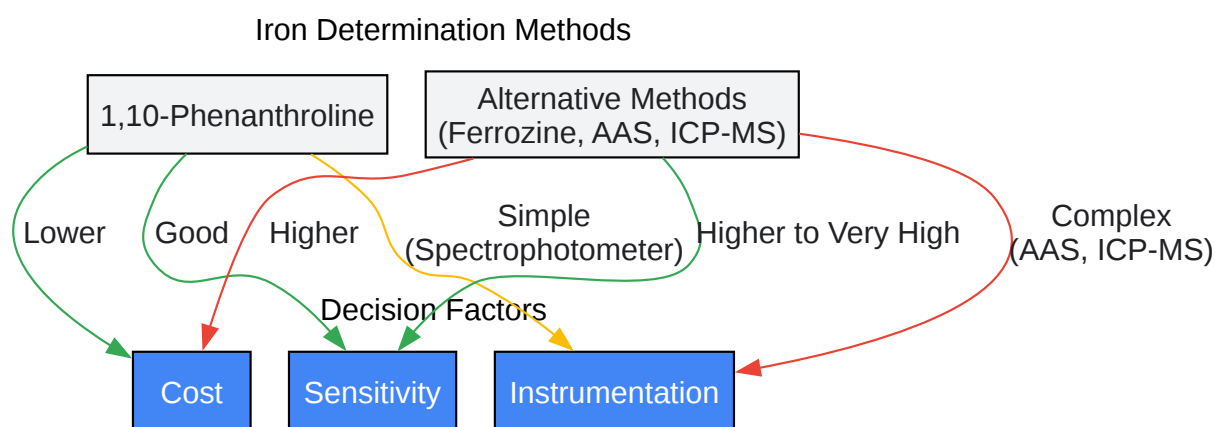 Iron Determination Methods
1,10-Phenanthroline
Alternative Methods
(Ferrozine, AAS, ICP-MS)
Lower
Good
Higher
Simple
(Spectrophotometer)
Higher to Very High
Complex
(AAS, ICP-MS)
Decision Factors
Cost
Sensitivity
Instrumentation